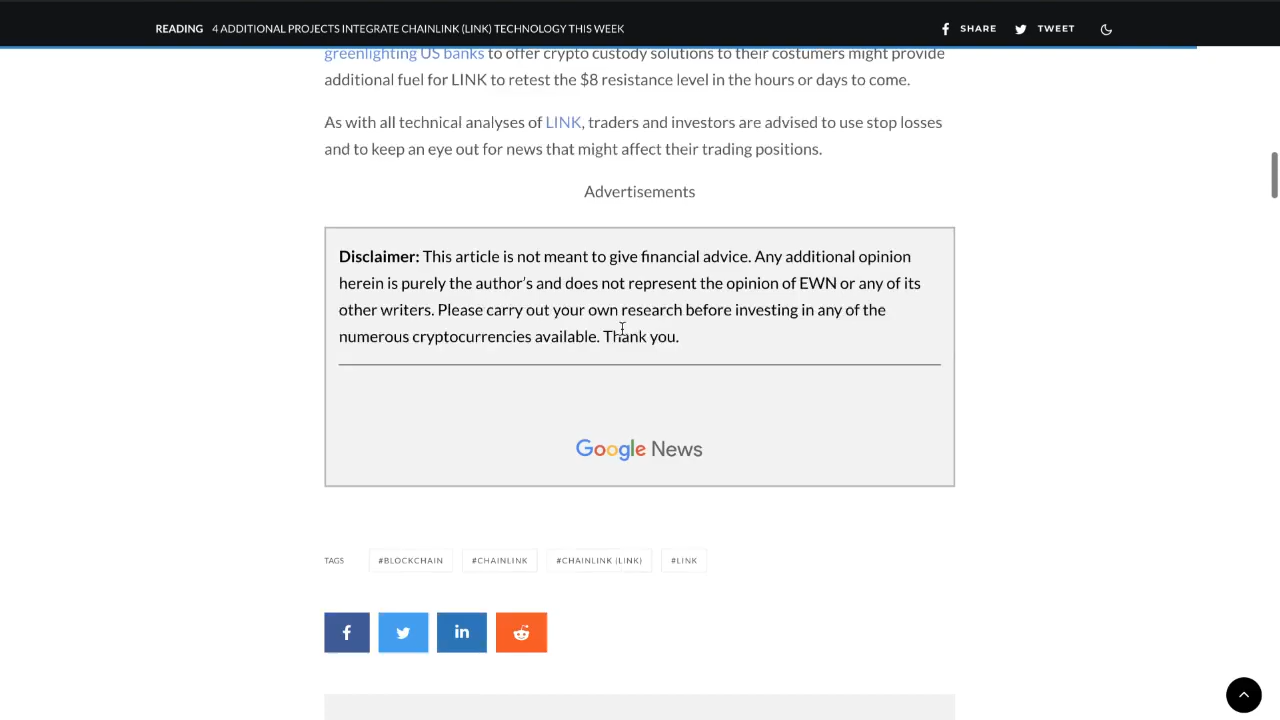 READING 4 ADDITIONAL PROJECTS INTEGRATE CHAINLINK (LINK) TECHNOLOGY THIS WEEK SHARE TWEET
greenlighting US banks to offer crypto custody solutions to their costumers might provide
additional fuel for LINK to retest the $8 resistance level in the hours or days to come.
As with all technical analyses of LINK, traders and investors are advised to use stop losses
and to keep an eye out for news that might affect their trading positions.
Advertisements
Disclaimer: This article is not meant to give financial advice. Any additional opinion
herein is purely the author’s and does not represent the opinion of EWN or any of its
other writers. Please carry out your own research before investing in any of the
numerous cryptocurrencies available. Thank you.
Google News
TAGS #BLOCKCHAIN #CHAINLINK #CHAINLINK (LINK) #LINK